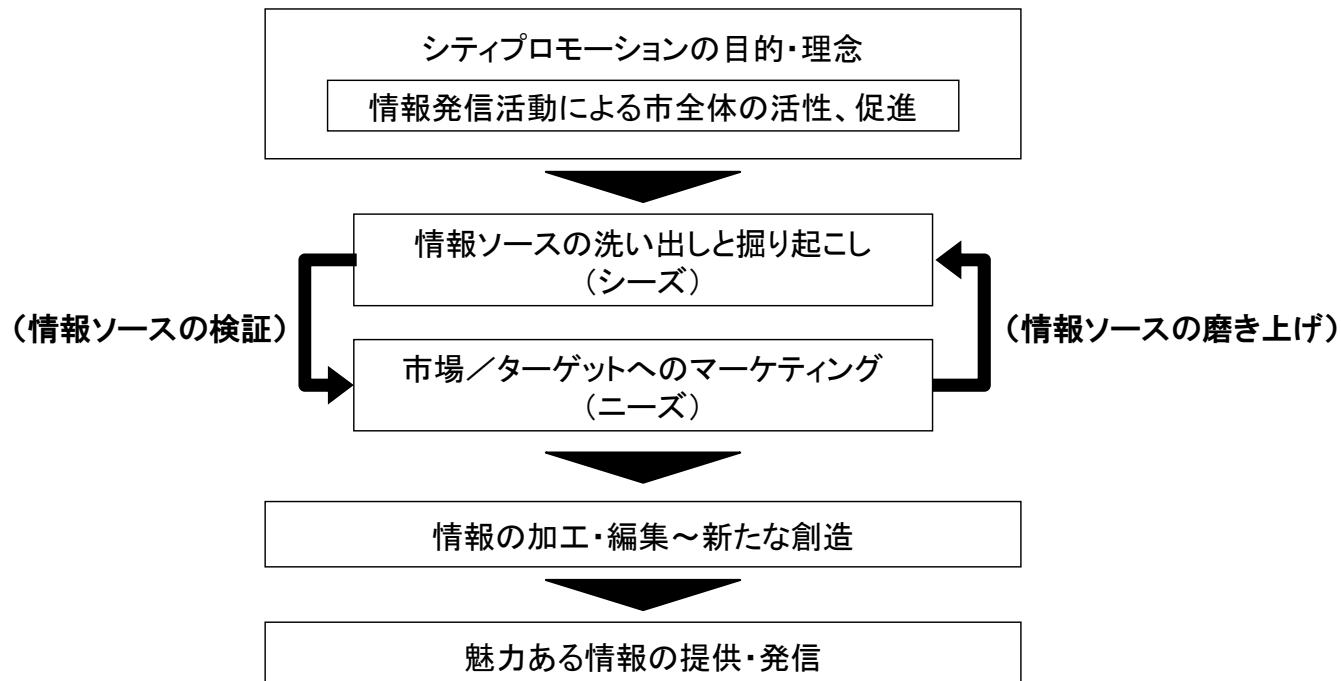 シティプロモーションの目的・理念
情報発信活動による市全体の活性、促進
情報ソースの洗い出しと掘り起こし
（シーズ）
（情報ソースの検証）
（情報ソースの磨き上げ）
市場／ターゲットへのマーケティング
（ニーズ）
情報の加工・編集～新たな創造
魅力ある情報の提供・発信